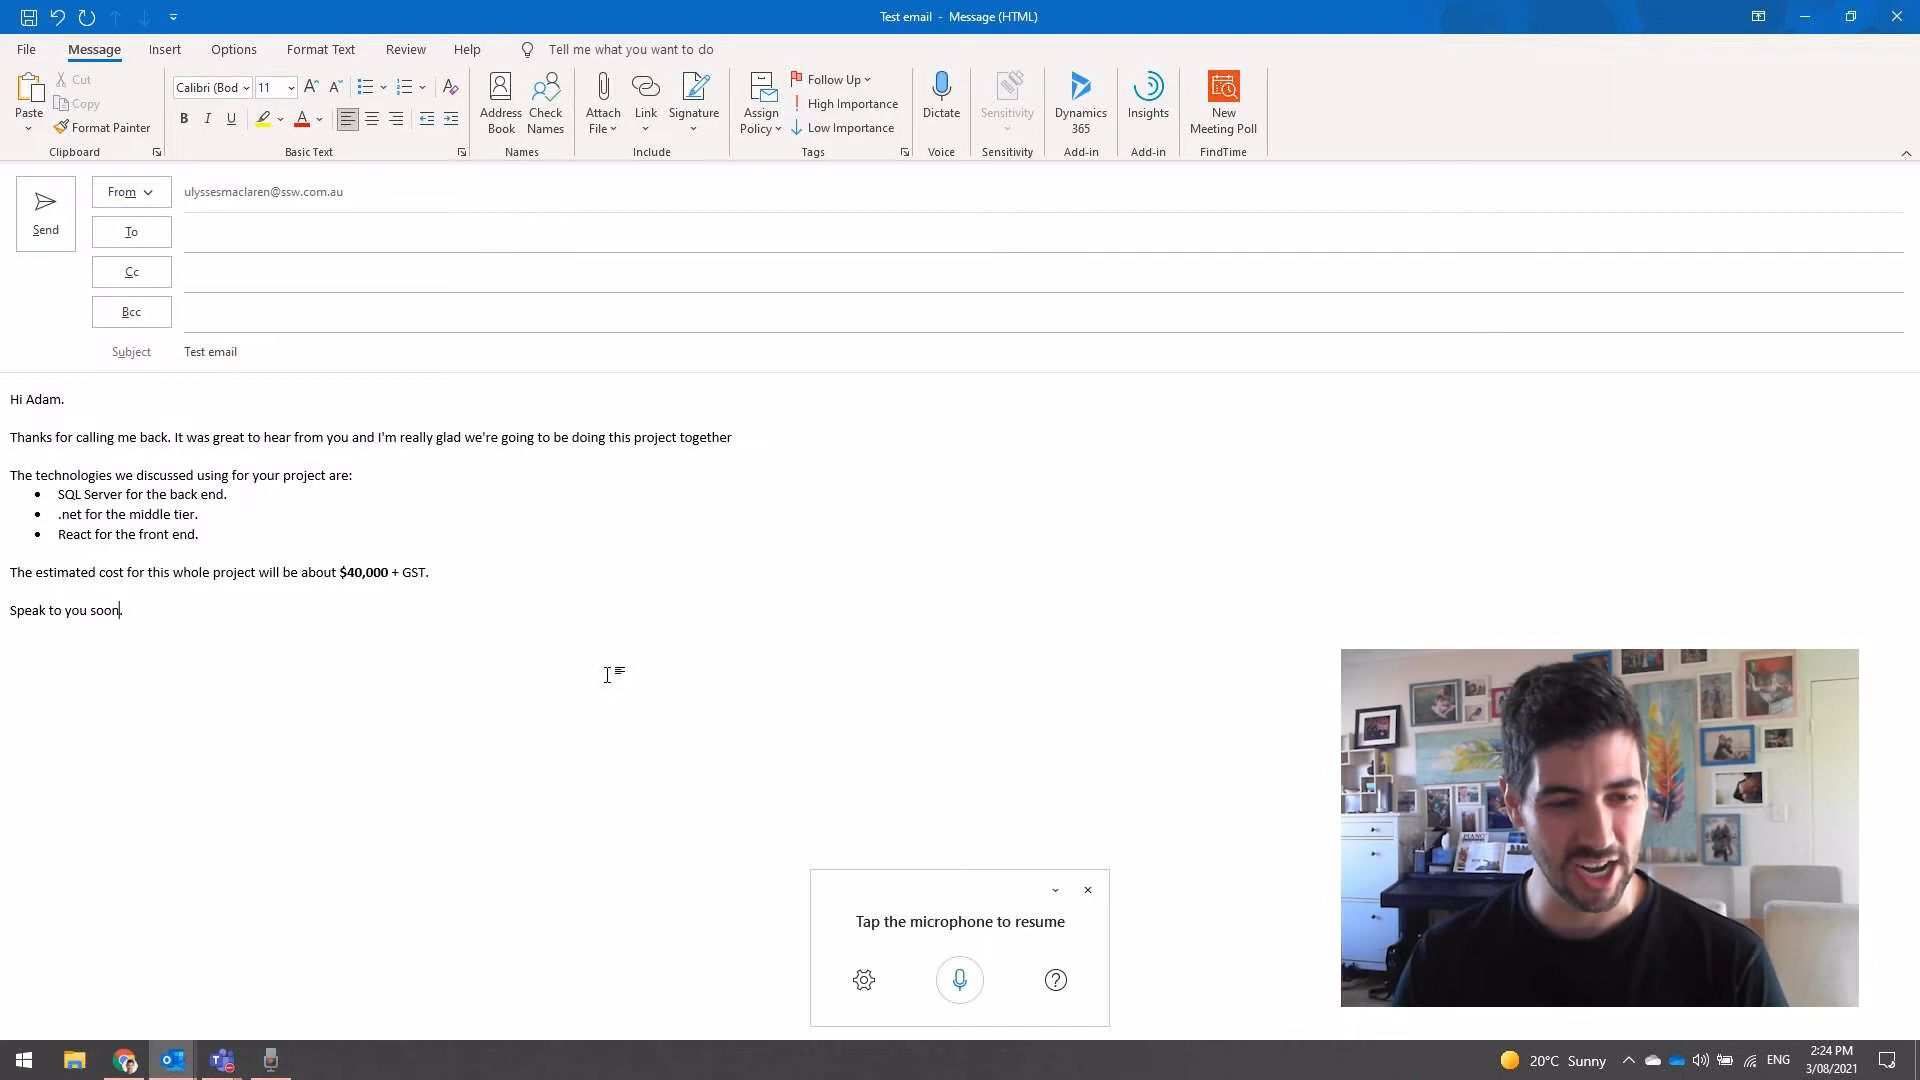 Test email - Message (HTML)
File Message Insert Options Format Text Review Help Tell me what you want to do
Paste
Cut
Copy
Format Painter
Clipboard
Calibri (Bod 11
B I U A
Basic Text
Address Book
Check Names
Names
Attach File
Link
Signature
Include
Assign Policy
Follow Up
High Importance
Low Importance
Tags
Dictate
Voice
Sensitivity
Sensitivity
Dynamics 365
Add-in
Insights
Add-in
New Meeting Poll
FindTime
Send
From ulyssesmaclaren@ssw.com.au
To
Cc
Bcc
Subject Test email
Hi Adam.
Thanks for calling me back. It was great to hear from you and I'm really glad we're going to be doing this project together
The technologies we discussed using for your project are:
• SQL Server for the back end.
• .net for the middle tier.
• React for the front end.
The estimated cost for this whole project will be about $40,000 + GST.
Speak to you soon.
PIANO
Tap the microphone to resume
20°C Sunny ENG 2:24 PM
3/08/2021